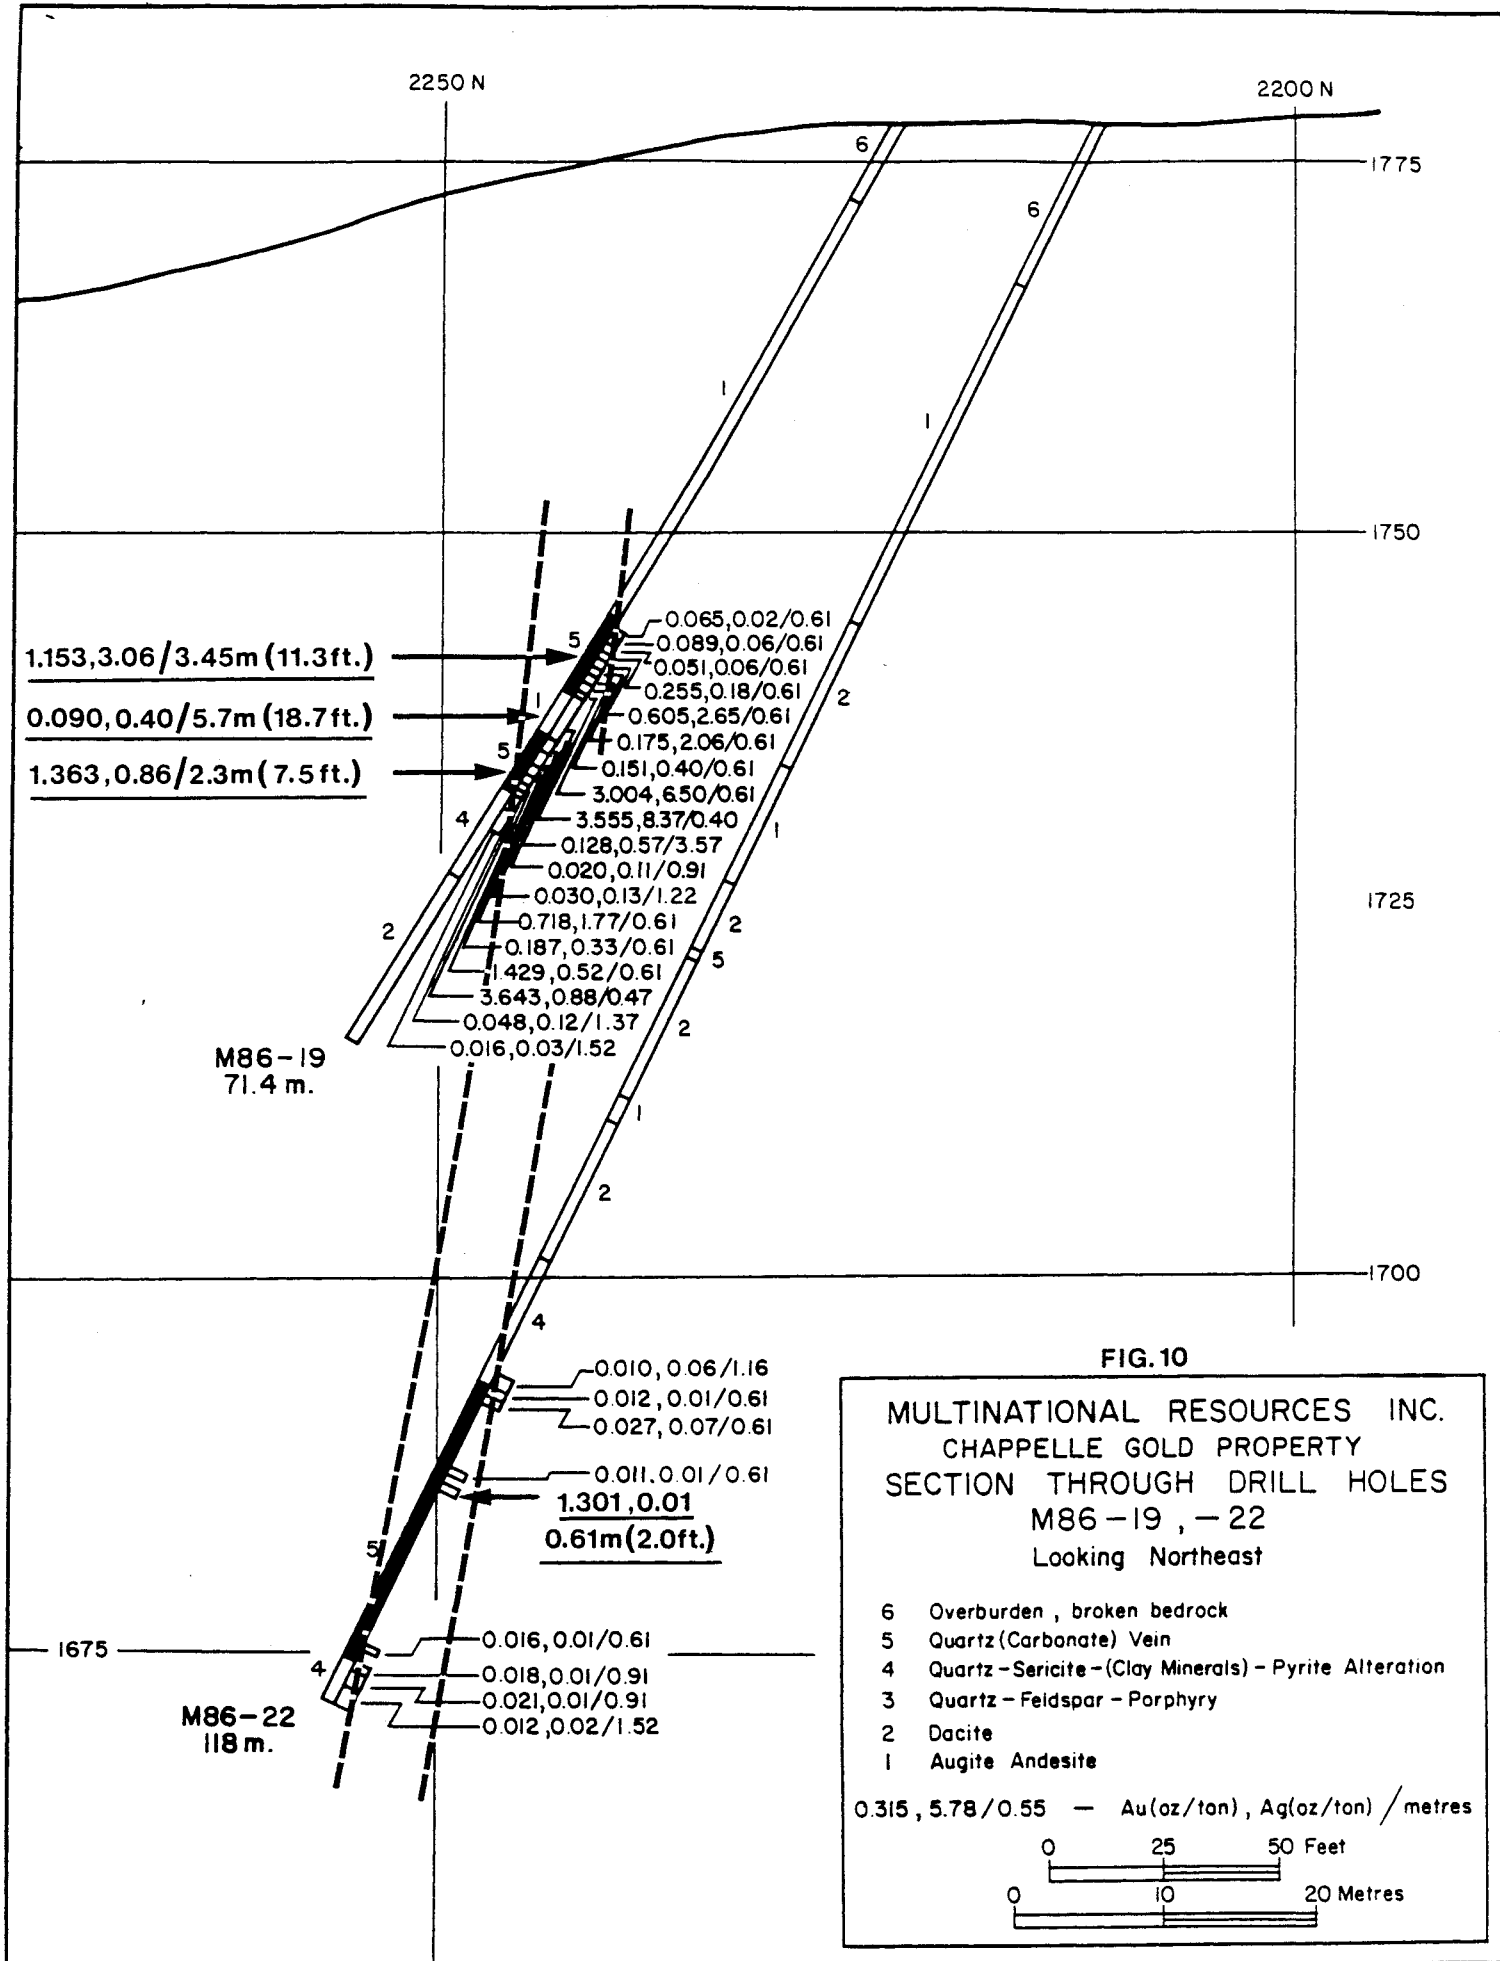 2250 N
2200 N
6
1775
6
1
1
1750
5
0.065,0.02/0.61
1.153,3.06/3.45m (11.3ft.)
0.089,0.06/0.61
0.051,0.06/0.61
0.255,0.18/0.61
2
1
0.090,0.40/5.7m (18.7ft.)
0.605,2.65/0.61
0.175,2.06/0.61
5
1.363,0.86/2.3m (7.5ft.)
0.151,0.40/0.61
3.004,6.50/0.61
4
3.555,8.37/0.40
1
0.128,0.57/3.57
0.020,0.11/0.91
0.030,0.13/1.22
1725
2
0.718,1.77/0.61
2
0.187,0.33/0.61
5
1.429,0.52/0.61
3.643,0.88/0.47
0.048,0.12/1.37
2
0.016,0.03/1.52
M86-19
71.4 m.
1
2
1700
4
0.010, 0.06/1.16
0.012, 0.01/0.61
0.027, 0.07/0.61
0.011, 0.01/0.61
1.301, 0.01
0.61m(2.0ft.)
5
1675
0.016, 0.01/0.61
4
0.018, 0.01/0.91
0.021, 0.01/0.91
0.012, 0.02/1.52
M86-22
118 m.
FIG. 10
MULTINATIONAL RESOURCES INC.
CHAPPELLE GOLD PROPERTY
SECTION THROUGH DRILL HOLES
M86-19 , -22
Looking Northeast
6 Overburden , broken bedrock
5 Quartz (Carbonate) Vein
4 Quartz-Sericite-(Clay Minerals)-Pyrite Alteration
3 Quartz-Feldspar-Porphyry
2 Dacite
1 Augite Andesite
0.315 , 5.78/0.55 — Au(oz/ton) , Ag(oz/ton) / metres
0 25 50 Feet
0 10 20 Metres